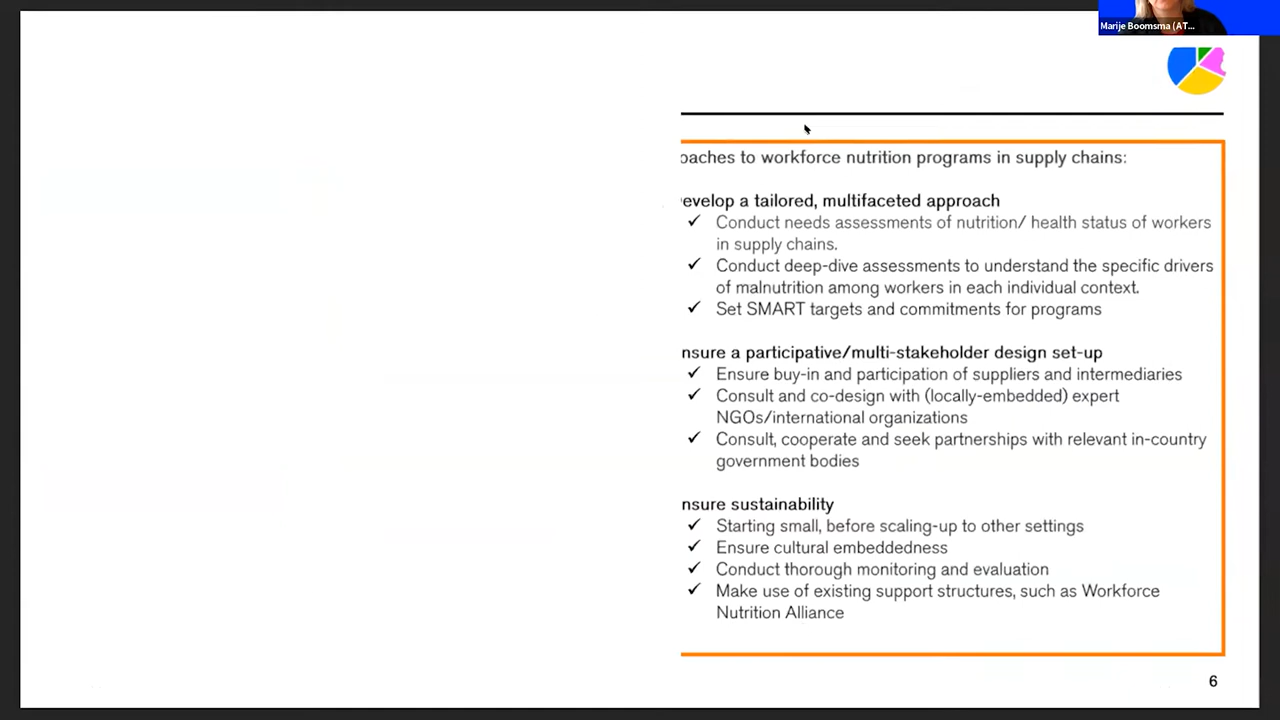 Marije Boomsma (AT...
oaches to workforce nutrition programs in supply chains:
evelop a tailored, multifaceted approach
✓ Conduct needs assessments of nutrition/ health status of workers
in supply chains.
✓ Conduct deep-dive assessments to understand the specific drivers
of malnutrition among workers in each individual context.
✓ Set SMART targets and commitments for programs
nsure a participative/multi-stakeholder design set-up
✓ Ensure buy-in and participation of suppliers and intermediaries
✓ Consult and co-design with (locally-embedded) expert
NGOs/international organizations
✓ Consult, cooperate and seek partnerships with relevant in-country
government bodies
nsure sustainability
✓ Starting small, before scaling-up to other settings
✓ Ensure cultural embeddedness
✓ Conduct thorough monitoring and evaluation
✓ Make use of existing support structures, such as Workforce
Nutrition Alliance
6